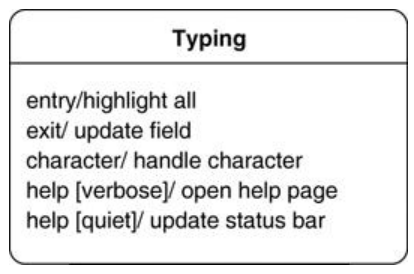 Typing
entry/highlight all
exit/ update field
character/ handle character
help [verbose]/ open help page
help [quiet]/ update status bar